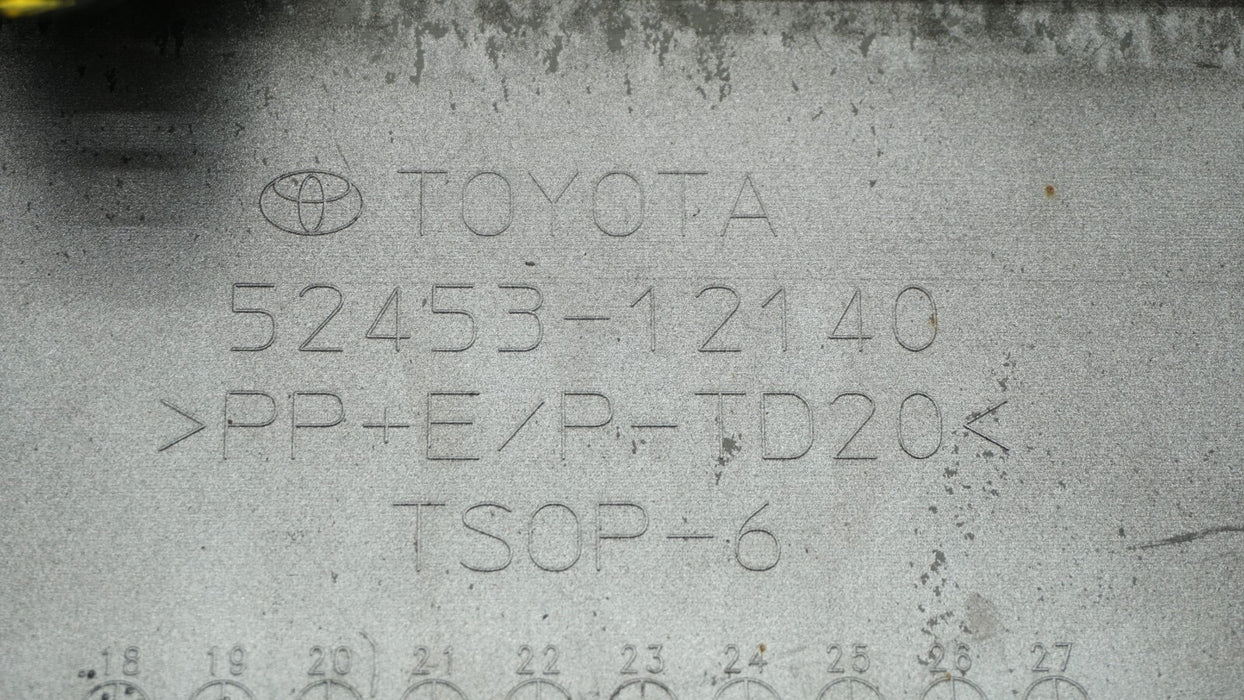 TOYOTA
52453-12140
>PP+E/P-TD20<
TSOP-6
18 19 20 21 22 23 24 25 26 27